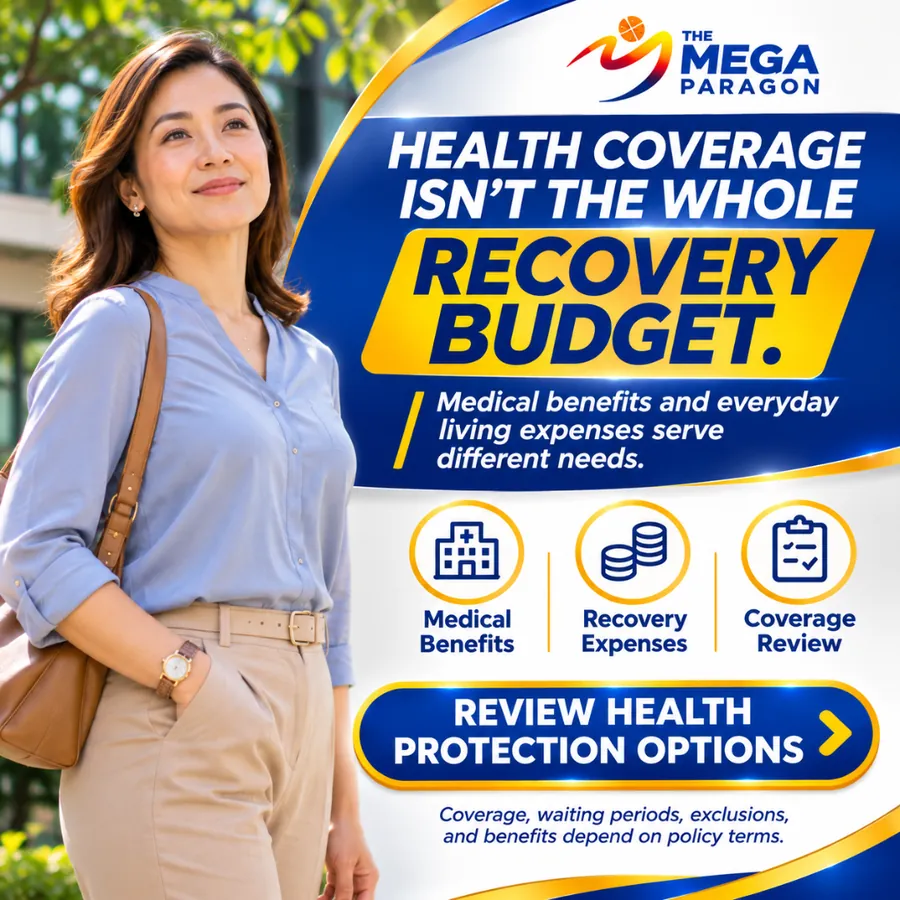 THE
MEGA
PARAGON
HEALTH COVERAGE
ISN'T THE WHOLE
RECOVERY
BUDGET.
Medical benefits and everyday
living expenses serve
different needs.
Medical
Benefits
Recovery
Expenses
Coverage
Review
REVIEW HEALTH
PROTECTION OPTIONS
Coverage, waiting periods, exclusions,
and benefits depend on policy terms.